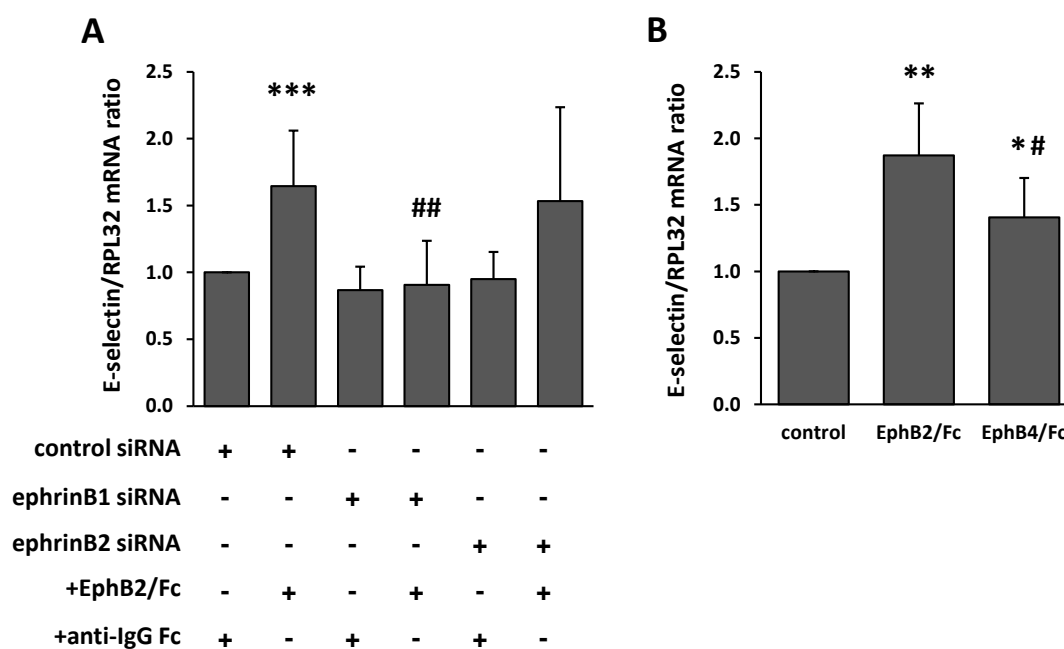 A
E-selectin/RPL32 mRNA ratio
2.5
2.0
1.5
1.0
0.5
0.0
***
##
control siRNA + + - - - -
ephrinB1 siRNA - - + + - -
ephrinB2 siRNA - - - - + +
+EphB2/Fc - + - + - +
+anti-IgG Fc + - + - + -
B
E-selectin/RPL32 mRNA ratio
2.5
2.0
1.5
1.0
0.5
0.0
**
*#
control EphB2/Fc EphB4/Fc